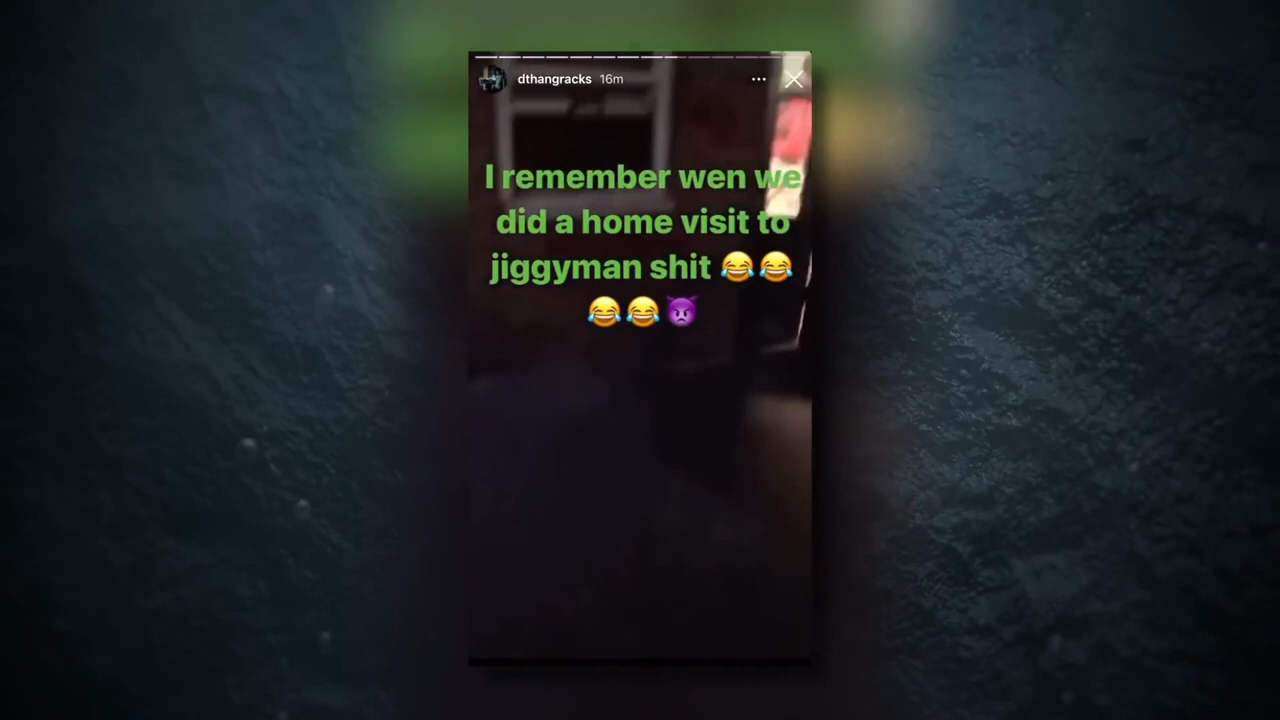 dthangracks 16m
I remember wen we
did a home visit to
jiggyman shit 😂😂
😂😂👿